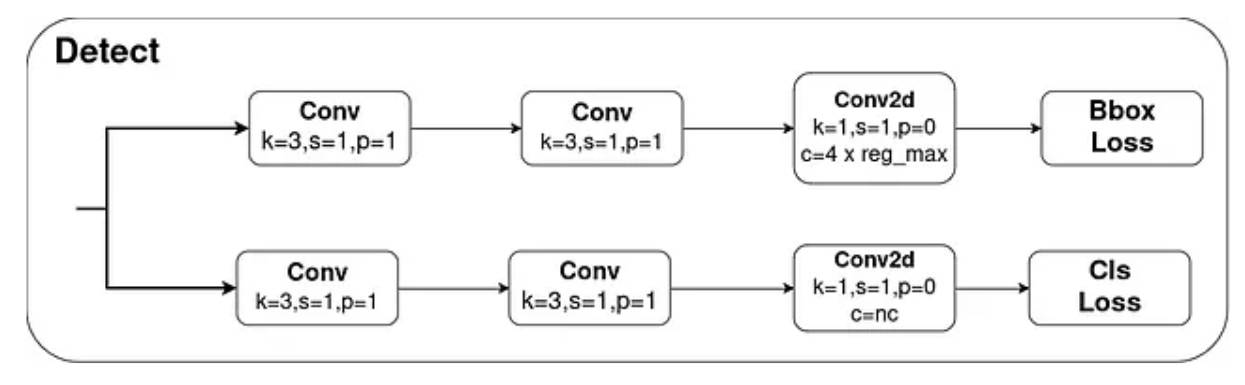 Detect
Conv
k=3,s=1,p=1
Conv
k=3,s=1,p=1
Conv2d
k=1,s=1,p=0
c=4 x reg_max
Bbox
Loss
Conv
k=3,s=1,p=1
Conv
k=3,s=1,p=1
Conv2d
k=1,s=1,p=0
c=nc
Cls
Loss